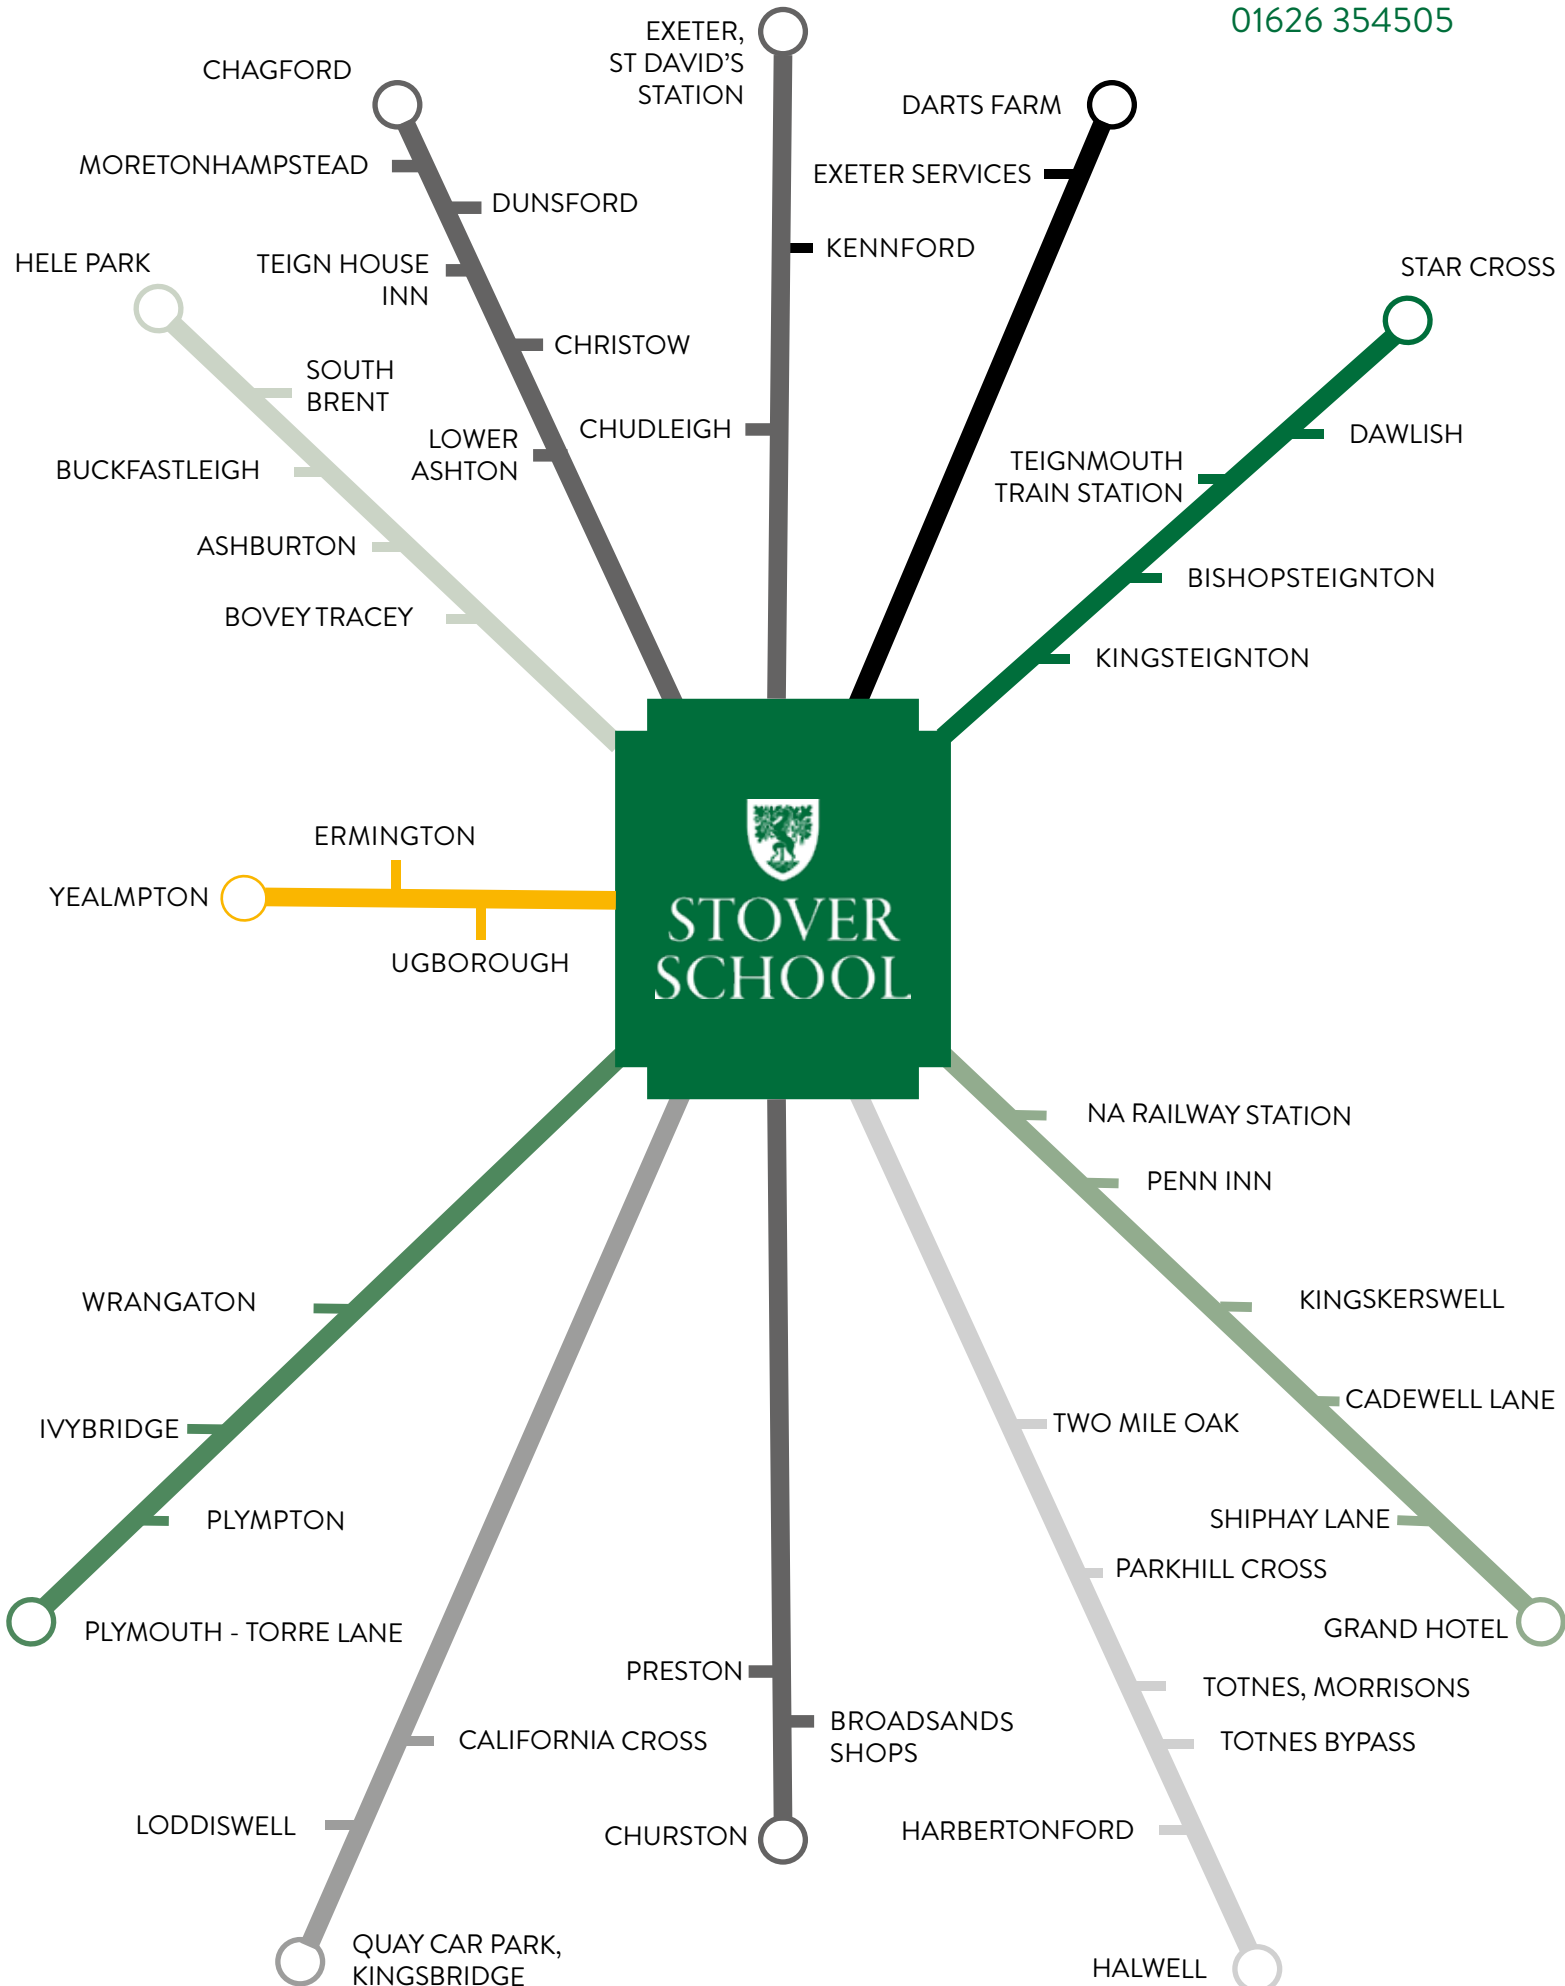 01626 354505
EXETER,
ST DAVID'S
STATION
CHAGFORD
DARTS FARM
MORETONHAMPSTEAD
EXETER SERVICES
DUNSFORD
KENNFORD
HELE PARK
TEIGN HOUSE
INN
STAR CROSS
CHRISTOW
SOUTH
BRENT
LOWER
ASHTON
CHUDLEIGH
DAWLISH
BUCKFASTLEIGH
TEIGNMOUTH
TRAIN STATION
ASHBURTON
BISHOPSTEIGNTON
BOVEY TRACEY
KINGSTEIGNTON
ERMINGTON
YEALMPTON
UGBOROUGH
STOVER
SCHOOL
NA RAILWAY STATION
PENN INN
WRANGATON
KINGSKERSWELL
CADEWELL LANE
IVYBRIDGE
TWO MILE OAK
PLYMPTON
SHIPHAY LANE
PARKHILL CROSS
PLYMOUTH - TORRE LANE
GRAND HOTEL
PRESTON
TOTNES, MORRISONS
BROADSANDS
SHOPS
CALIFORNIA CROSS
TOTNES BYPASS
LODDISWELL
CHURSTON
HARBERTONFORD
QUAY CAR PARK,
KINGSBRIDGE
HALWELL